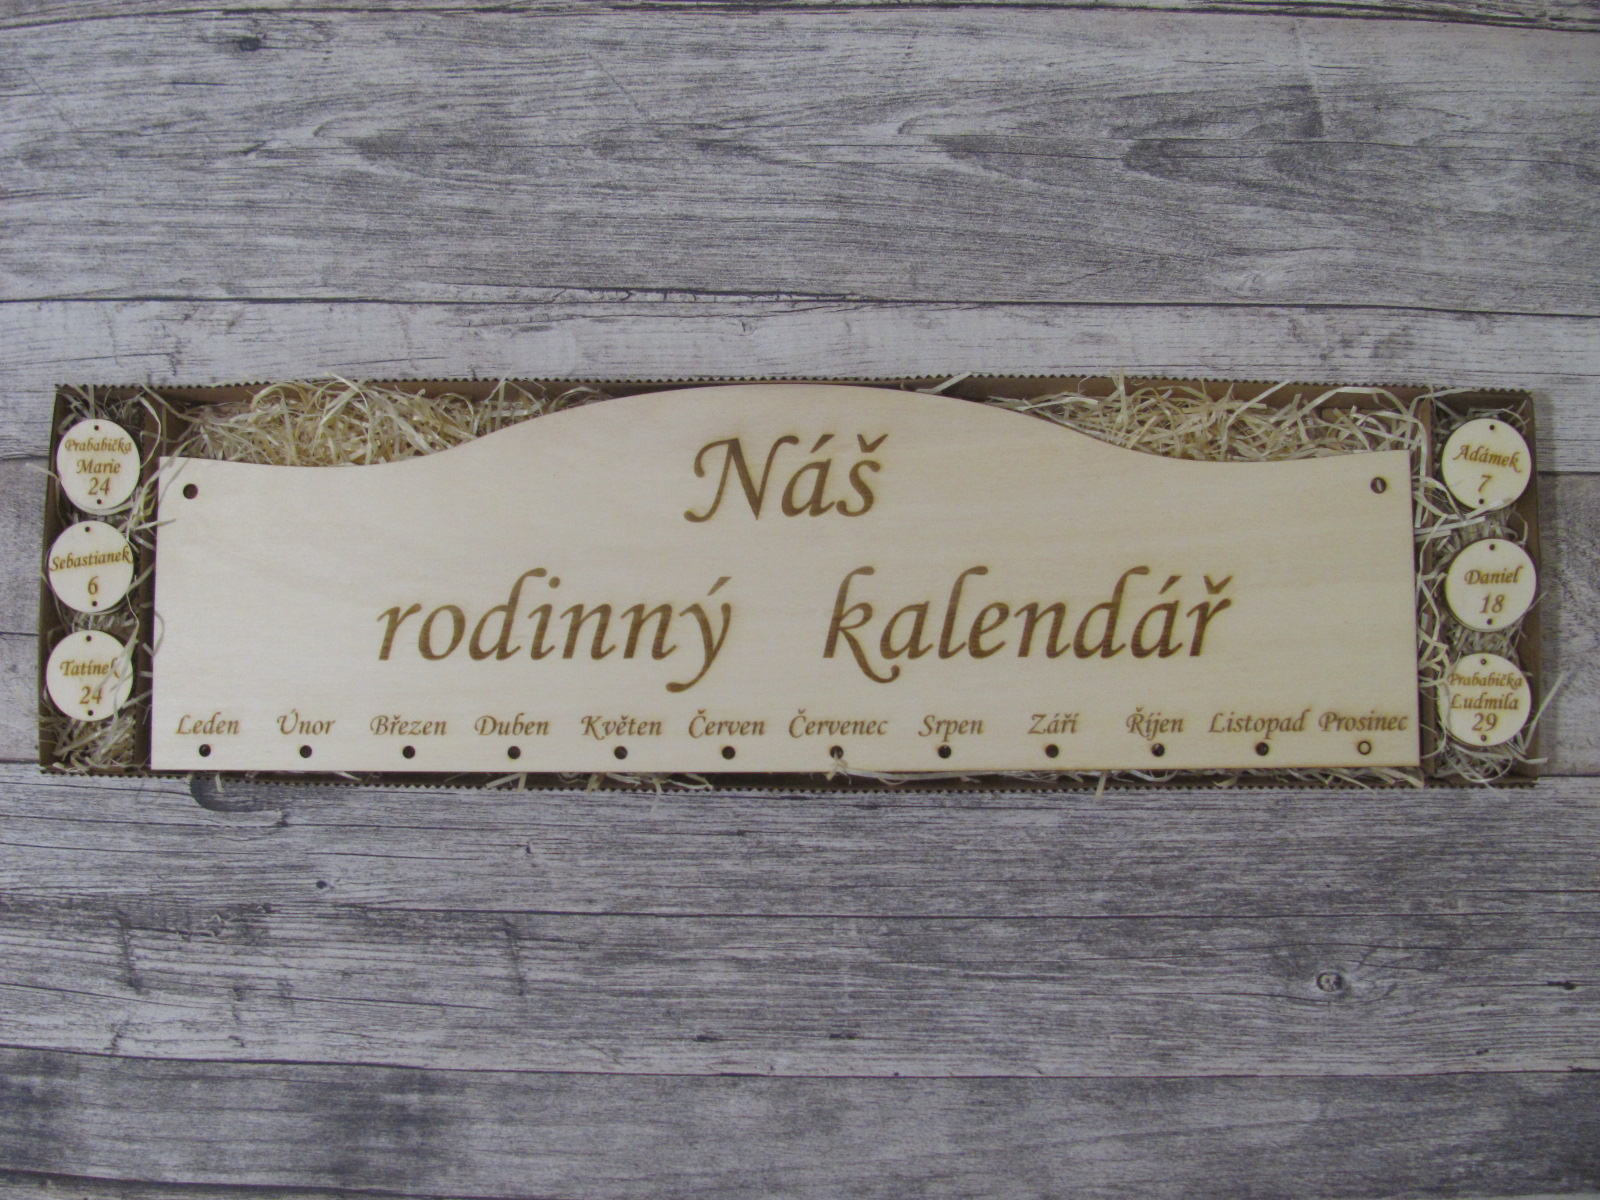 Náš
rodinný kalendář
Leden Únor Březen Duben Květen Červen Červenec Srpen Září Říjen Listopad Prosinec
Prababička
Marie
24
Sebastianek
6
Tatínek
24
Adámek
7
Daniel
18
Prababička
Ludmila
29